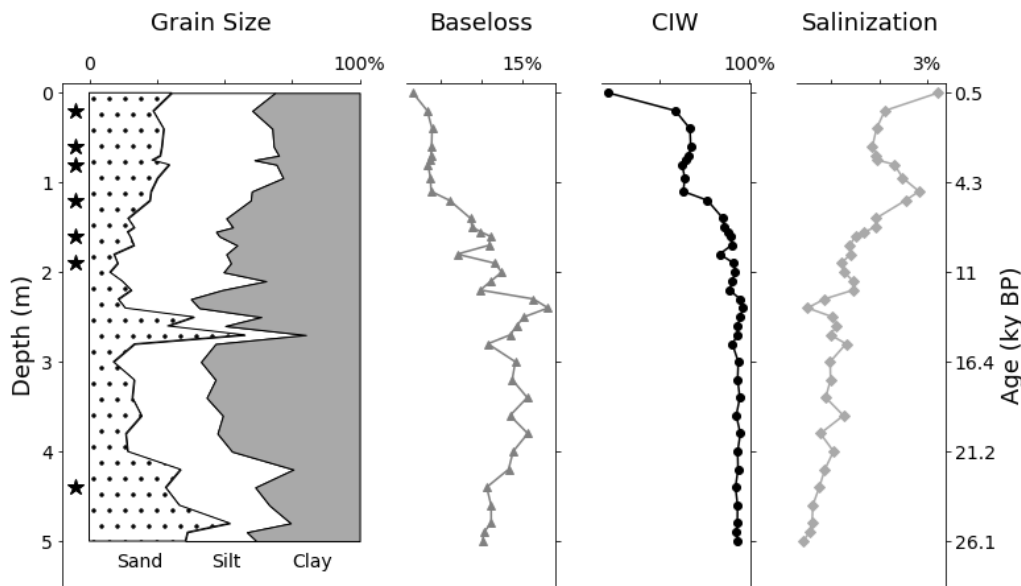 Grain Size Baseloss CIW Salinization
0 100% 15% 100% 3%
0 0.5
1 4.3
2 11
3 16.4
4 21.2
5 26.1
Depth (m)
Age (ky BP)
Sand Silt Clay